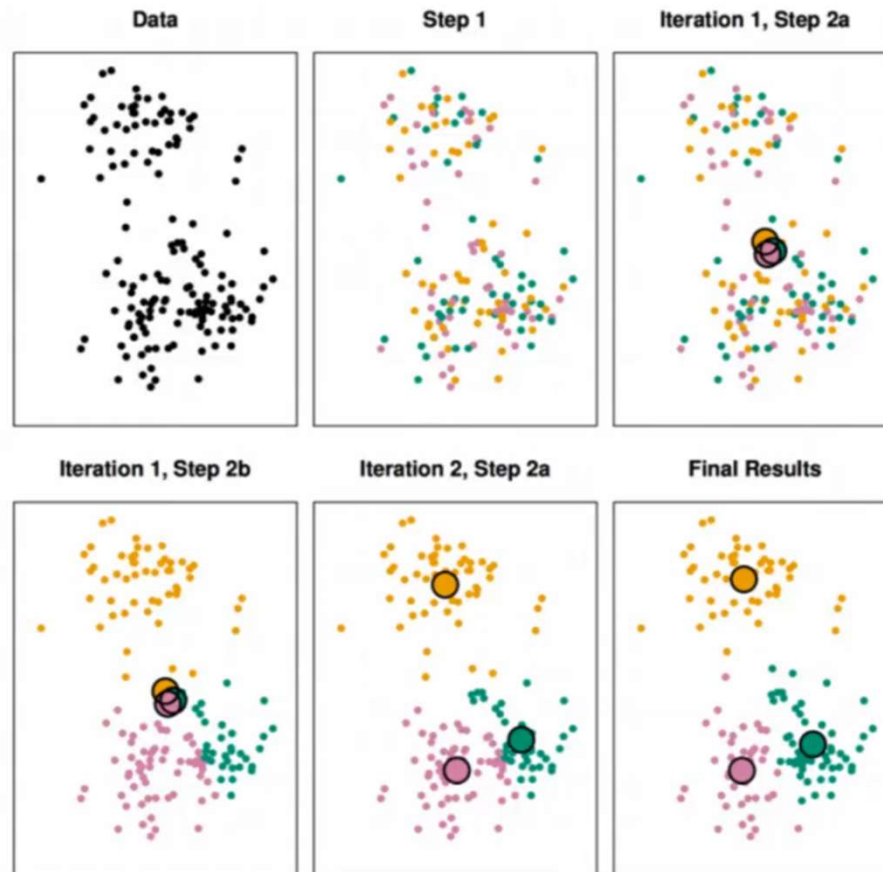 Data
Step 1
Iteration 1, Step 2a
Iteration 1, Step 2b
Iteration 2, Step 2a
Final Results